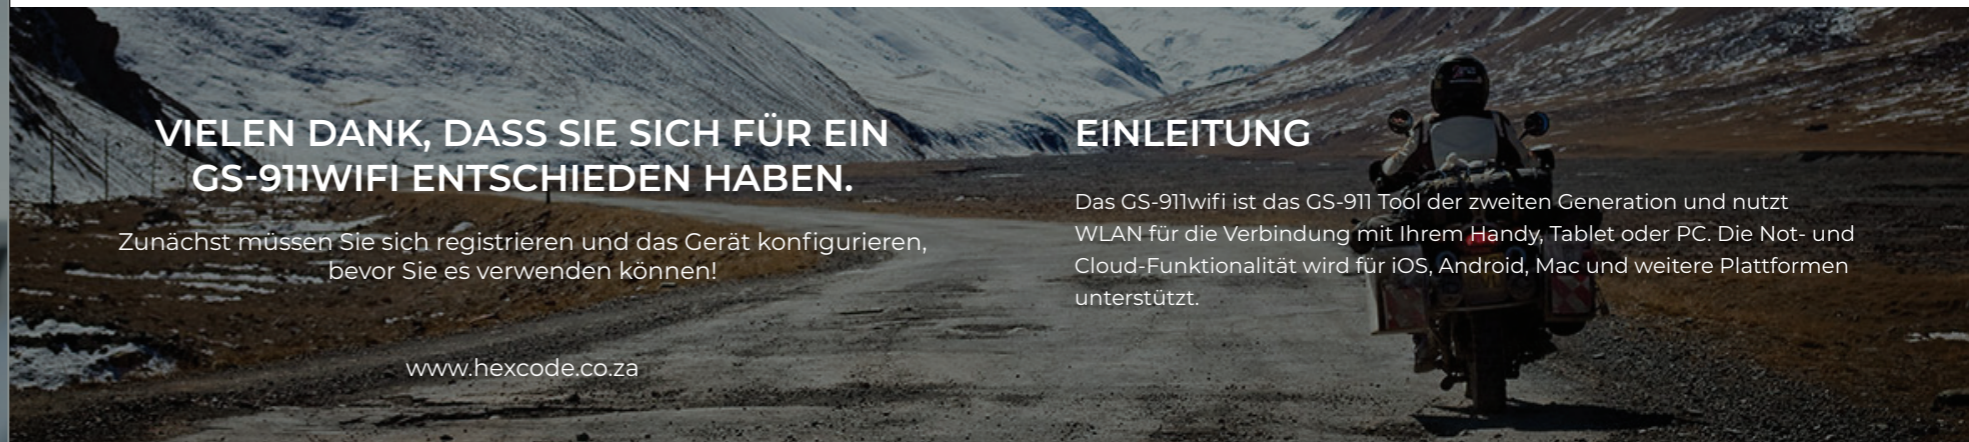 VIELEN DANK, DASS SIE SICH FÜR EIN
GS-911WIFI ENTSCHIEDEN HABEN.
Zunächst müssen Sie sich registrieren und das Gerät konfigurieren,
bevor Sie es verwenden können!
www.hexcode.co.za
EINLEITUNG
Das GS-911wifi ist das GS-911 Tool der zweiten Generation und nutzt
WLAN für die Verbindung mit Ihrem Handy, Tablet oder PC. Die Not- und
Cloud-Funktionalität wird für iOS, Android, Mac und weitere Plattformen
unterstützt.